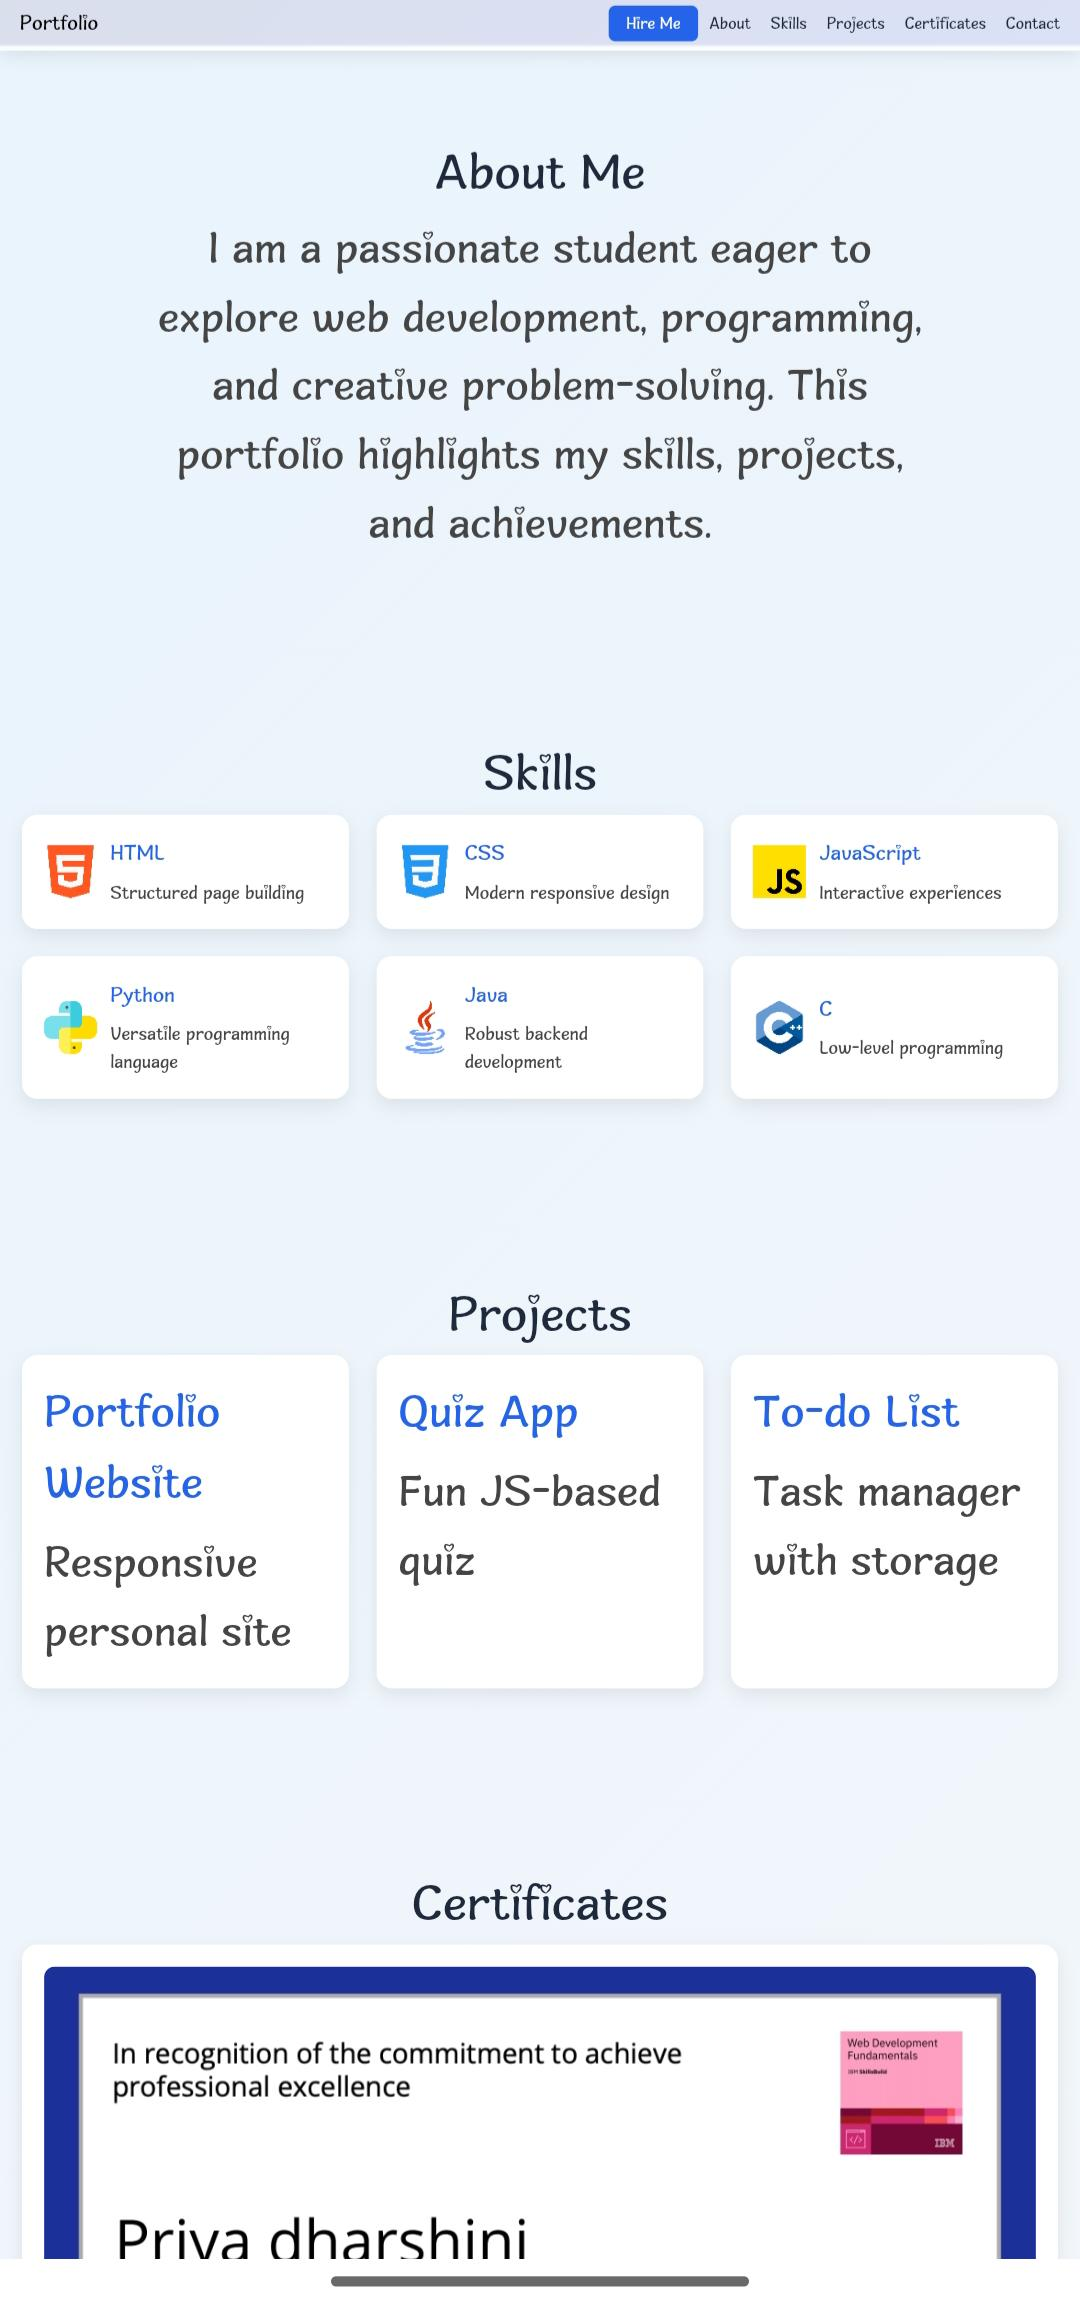 Portfolio
Hire Me About Skills Projects Certificates Contact
About Me
I am a passionate student eager to
explore web development, programming,
and creative problem-solving. This
portfolio highlights my skills, projects,
and achievements.
Skills
HTML
Structured page building
CSS
Modern responsive design
JS
JavaScript
Interactive experiences
Python
Versatile programming
language
Java
Robust backend
development
C++
C
Low-level programming
Projects
Portfolio
Website
Responsive
personal site
Quiz App
Fun JS-based
quiz
To-do List
Task manager
with storage
Certificates
In recognition of the commitment to achieve
professional excellence
Web Development
Fundamentals
IBM SkillsBuild
</>
IBM
Priya dharshini